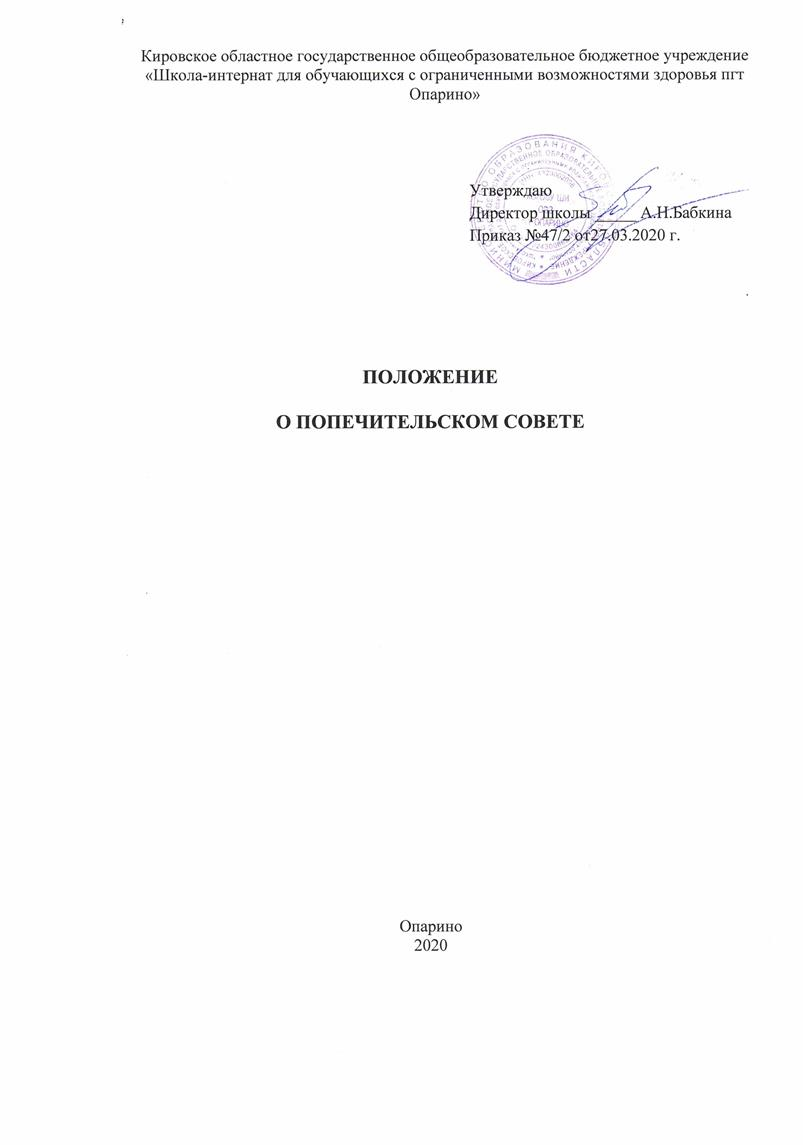 Кировское областное государственное общеобразовательное бюджетное учреждение
«Школа-интернат для обучающихся с ограниченными возможностями здоровья пгт
Опарино»
Утверждаю
Директор школы _____А.Н.Бабкина
Приказ №47/2 от27.03.2020 г.
ПОЛОЖЕНИЕ
О ПОПЕЧИТЕЛЬСКОМ СОВЕТЕ
Опарино
2020